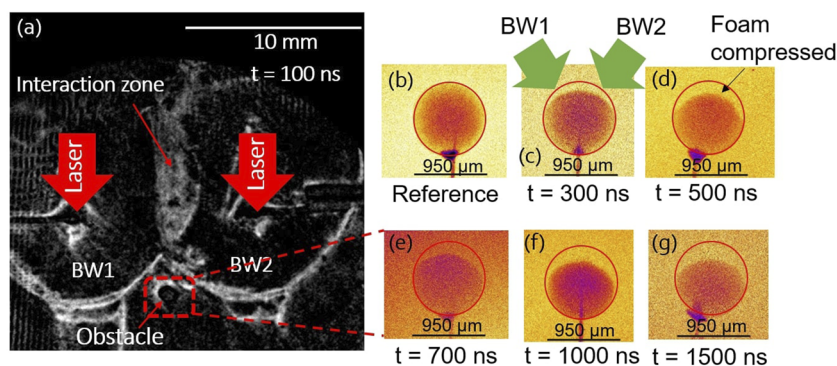 (a)
10 mm
t = 100 ns
Interaction zone
Laser
Laser
BW1
BW2
Obstacle
BW1
BW2
Foam
compressed
(b)
950 µm
Reference
(c)
950 µm
t = 300 ns
(d)
950 µm
t = 500 ns
(e)
950 µm
t = 700 ns
(f)
950 µm
t = 1000 ns
(g)
950 µm
t = 1500 ns